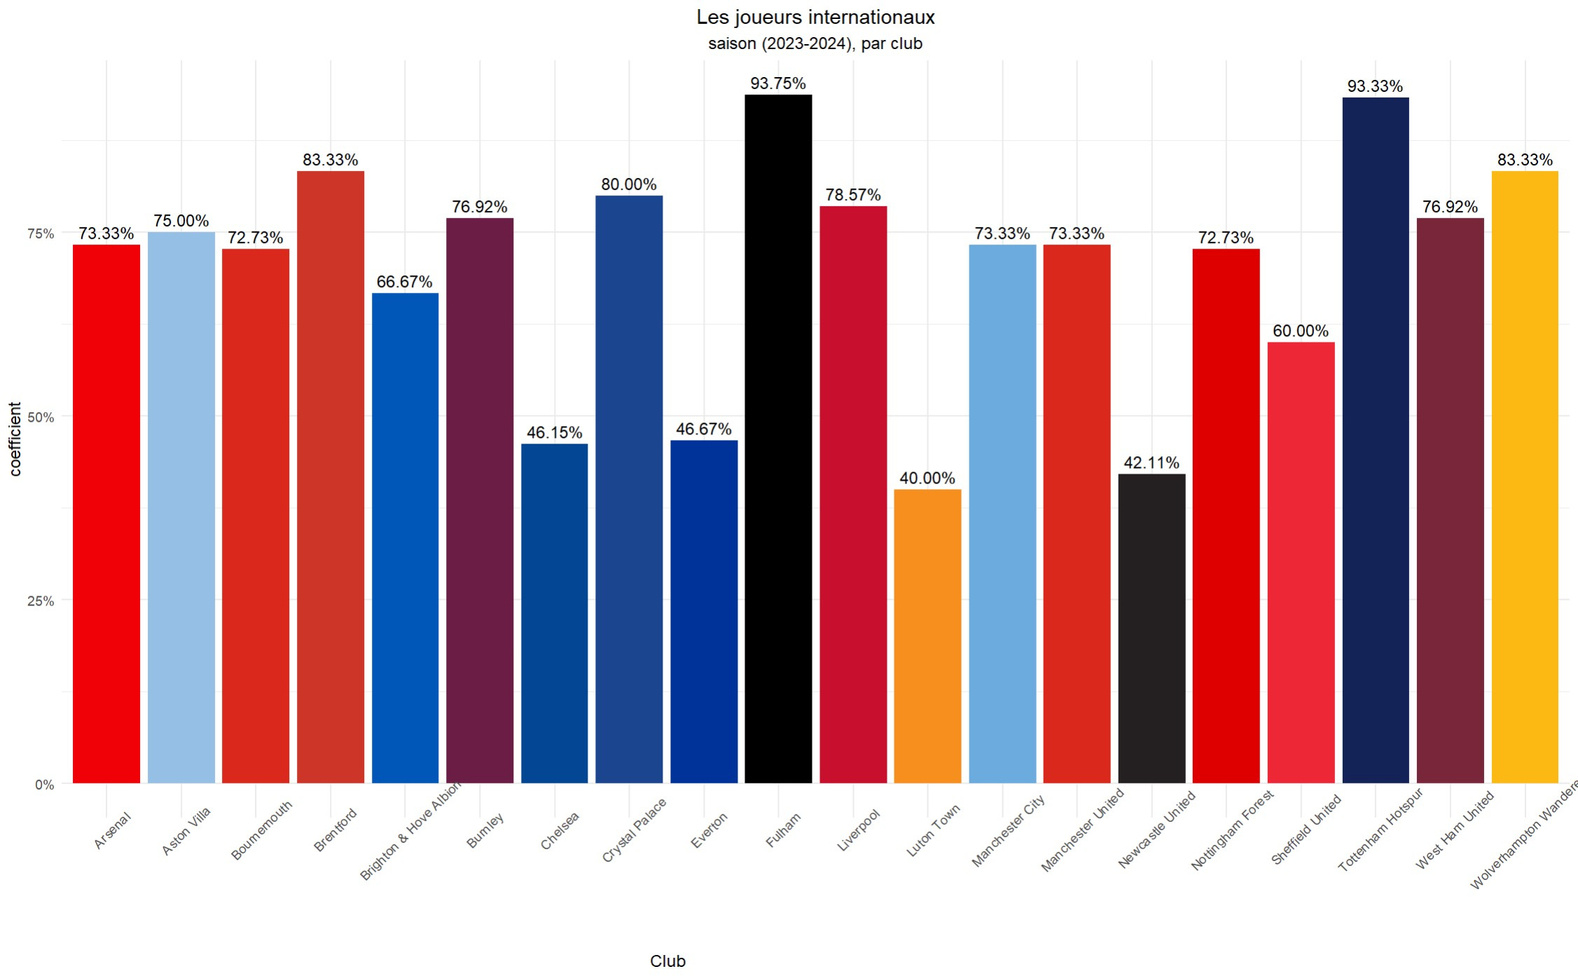 Les joueurs internationaux
saison (2023-2024), par club
93.75%
93.33%
83.33%
83.33%
80.00%
78.57%
76.92%
76.92%
75.00%
73.33%
73.33%
73.33%
72.73%
72.73%
66.67%
60.00%
46.15%
46.67%
42.11%
40.00%
75%
50%
25%
0%
coefficient
Arsenal
Aston Villa
Bournemouth
Brentford
Brighton & Hove Albion
Burnley
Chelsea
Crystal Palace
Everton
Fulham
Liverpool
Luton Town
Manchester City
Manchester United
Newcastle United
Nottingham Forest
Sheffield United
Tottenham Hotspur
West Ham United
Wolverhampton Wandere
Club